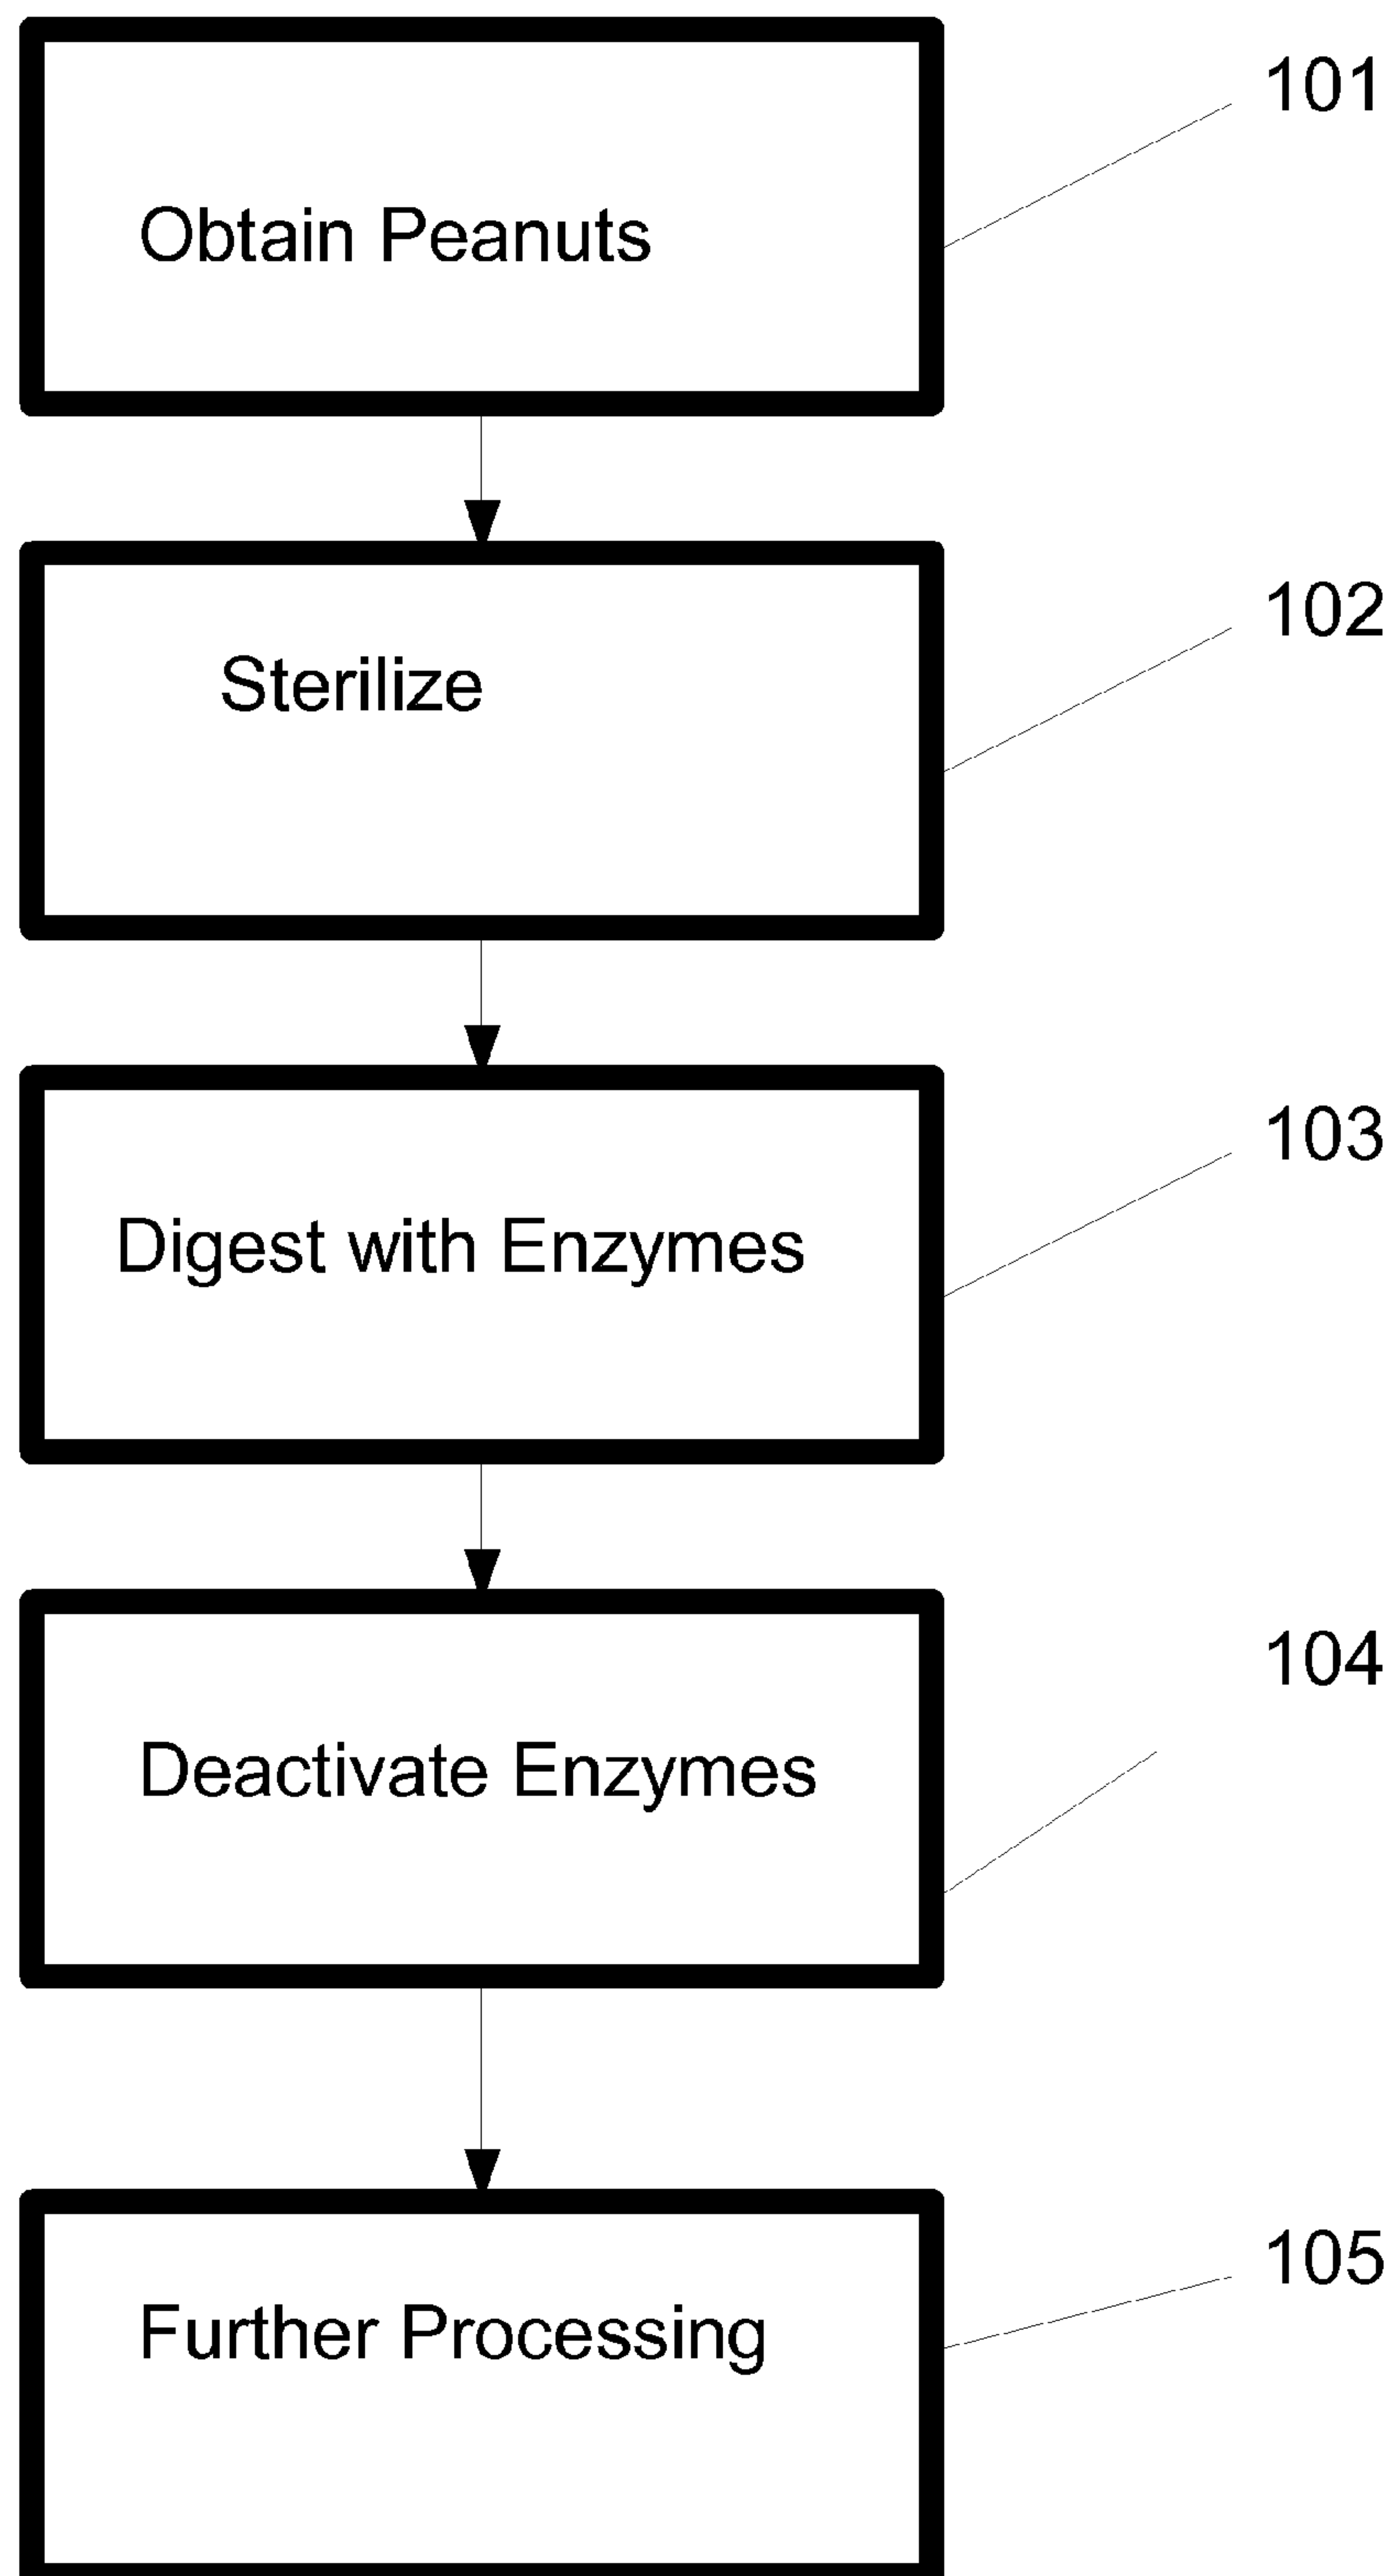 Obtain Peanuts
101
Sterilize
102
Digest with Enzymes
103
Deactivate Enzymes
104
Further Processing
105